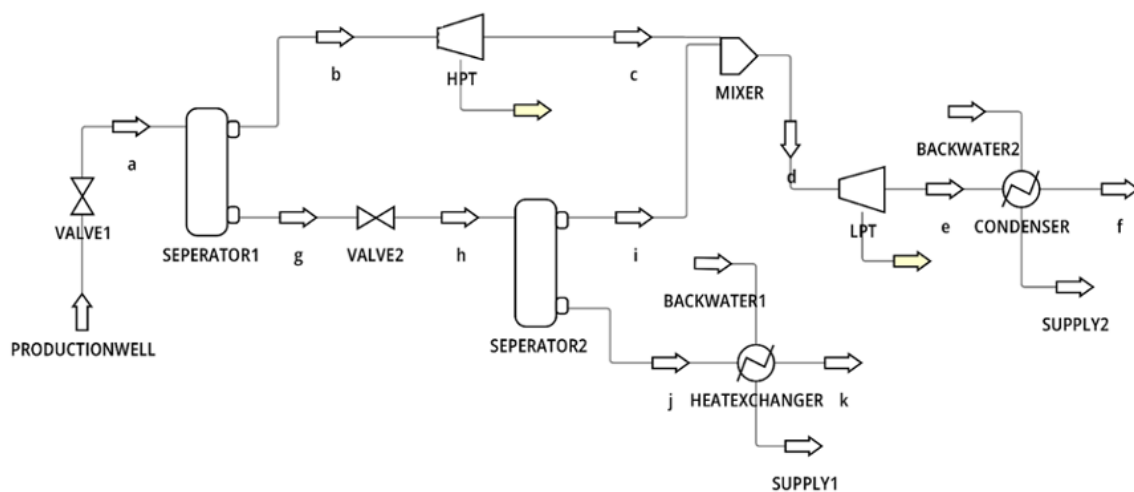 b
HPT
c
MIXER
a
d
BACKWATER2
VALVE1
SEPERATOR1
g
VALVE2
h
i
LPT
e
CONDENSER
f
BACKWATER1
PRODUCTIONWELL
SEPERATOR2
SUPPLY2
j
HEATEXCHANGER
k
SUPPLY1